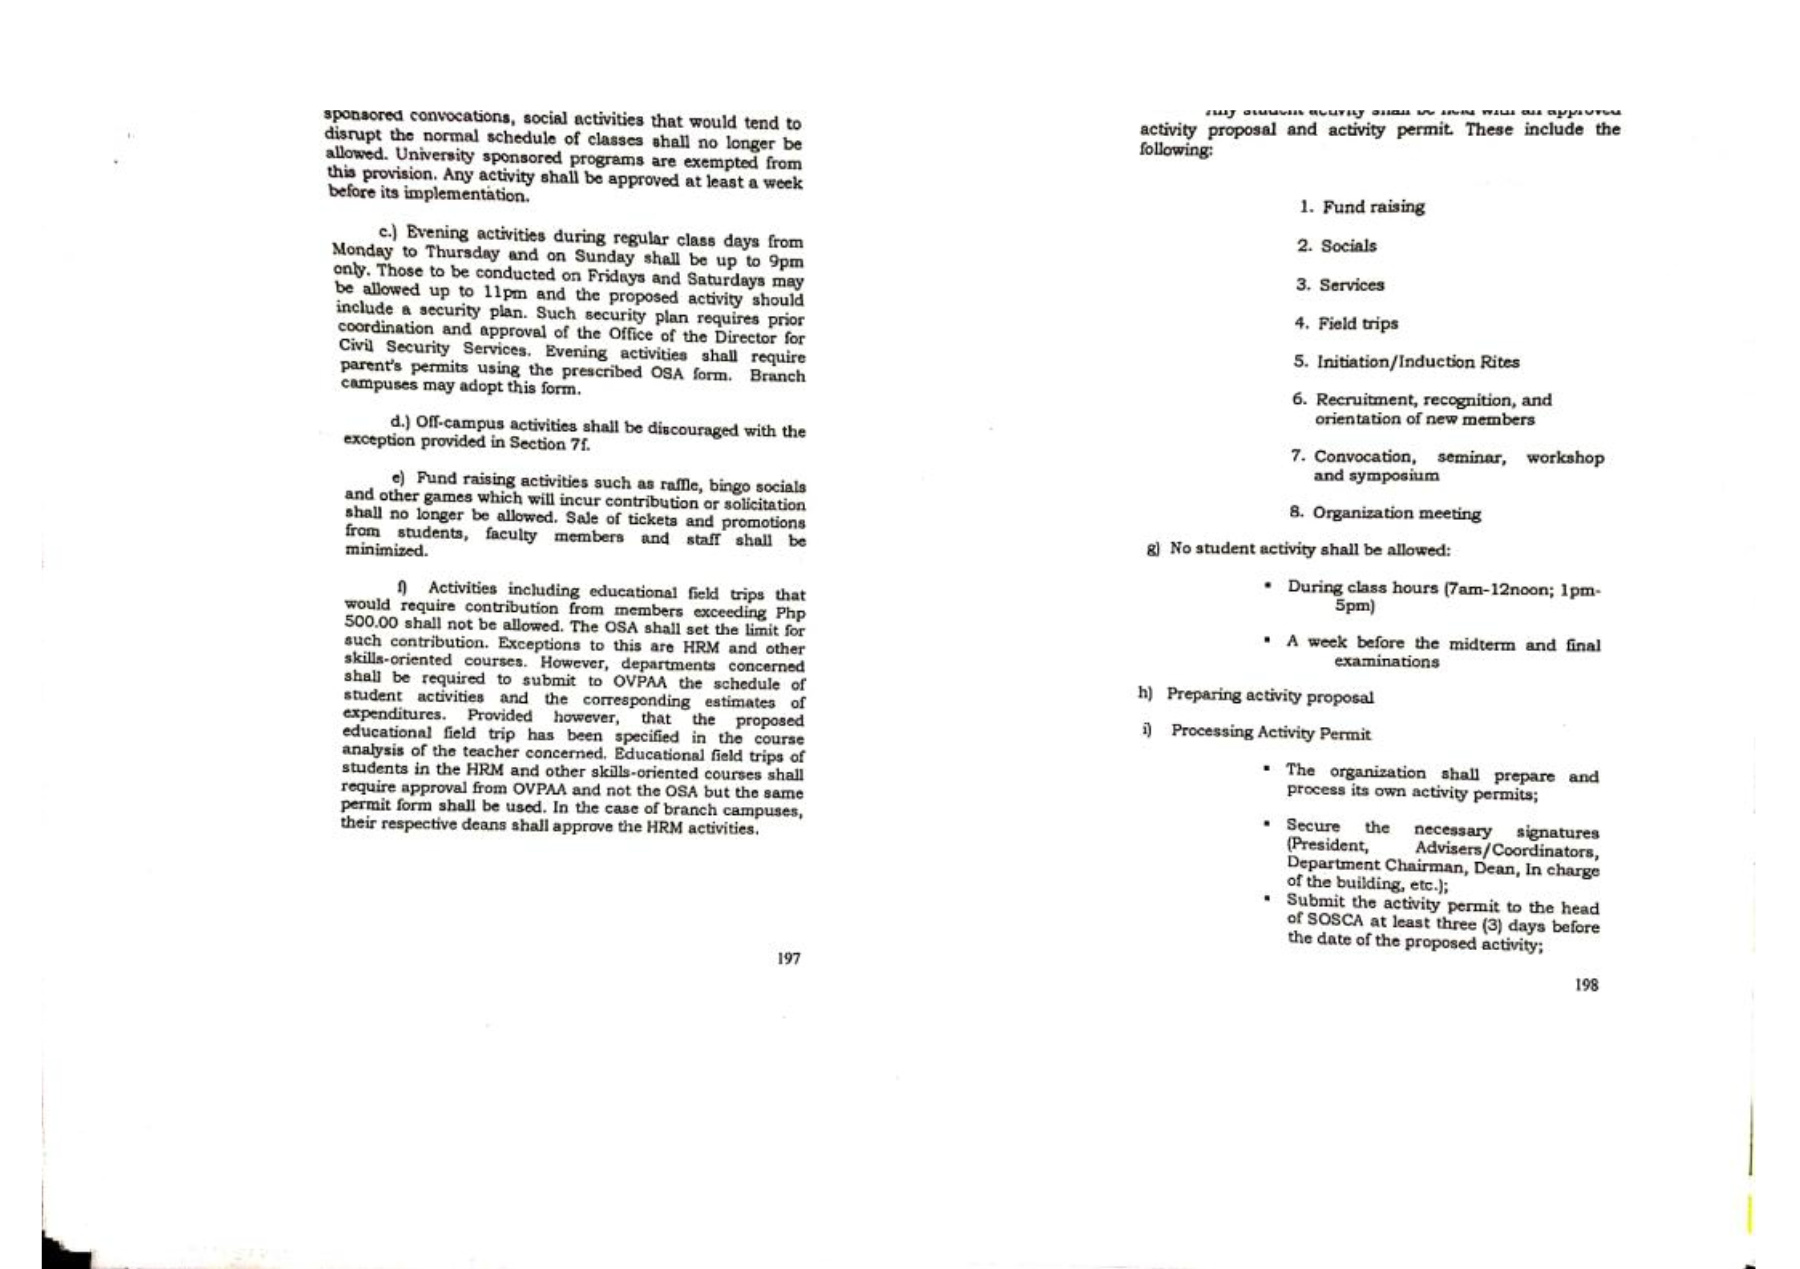 sponsored convocations, social activities that would tend to
disrupt the normal schedule of classes shall no longer be
allowed. University sponsored programs are exempted from
this provision. Any activity shall be approved at least a week
before its implementation.
c.) Evening activities during regular class days from
Monday to Thursday and on Sunday shall be up to 9pm
only. Those to be conducted on Fridays and Saturdays may
be allowed up to 11pm and the proposed activity should
include a security plan. Such security plan requires prior
coordination and approval of the Office of the Director for
Civil Security Services. Evening activities shall require
parent's permits using the prescribed OSA form. Branch
campuses may adopt this form.
d.) Off-campus activities shall be discouraged with the
exception provided in Section 7f.
e) Fund raising activities such as raffle, bingo socials
and other games which will incur contribution or solicitation
shall no longer be allowed. Sale of tickets and promotions
from students, faculty members and staff shall be
minimized.
f) Activities including educational field trips that
would require contribution from members exceeding Php
500.00 shall not be allowed. The OSA shall set the limit for
such contribution. Exceptions to this are HRM and other
skills-oriented courses. However, departments concerned
shall be required to submit to OVPAA the schedule of
student activities and the corresponding estimates of
expenditures. Provided however, that the proposed
educational field trip has been specified in the course
analysis of the teacher concerned. Educational field trips of
students in the HRM and other skills-oriented courses shall
require approval from OVPAA and not the OSA but the same
permit form shall be used. In the case of branch campuses,
their respective deans shall approve the HRM activities.
197
Any student activity shall be held with an approved
activity proposal and activity permit. These include the
following:
1. Fund raising
2. Socials
3. Services
4. Field trips
5. Initiation/Induction Rites
6. Recruitment, recognition, and
orientation of new members
7. Convocation, seminar, workshop
and symposium
8. Organization meeting
g) No student activity shall be allowed:
▪ During class hours (7am-12noon; 1pm-
5pm)
▪ A week before the midterm and final
examinations
h) Preparing activity proposal
i) Processing Activity Permit
▪ The organization shall prepare and
process its own activity permits;
▪ Secure the necessary signatures
(President, Advisers/Coordinators,
Department Chairman, Dean, In charge
of the building, etc.);
▪ Submit the activity permit to the head
of SOSCA at least three (3) days before
the date of the proposed activity;
198